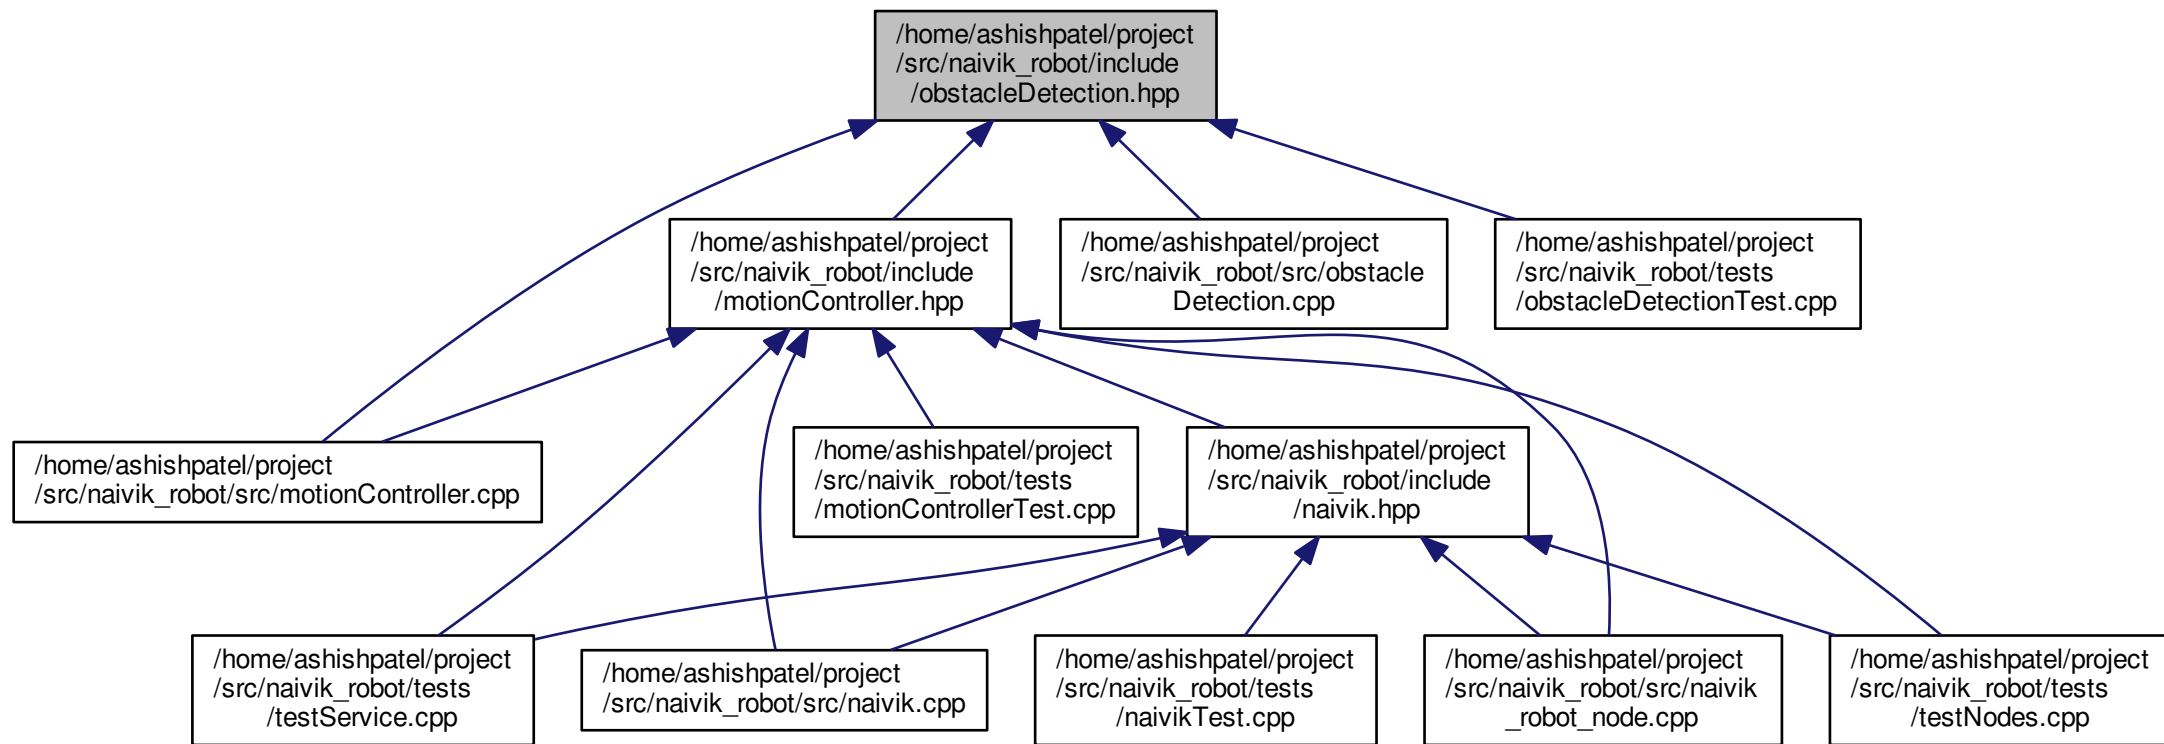 /home/ashishpatel/project
/src/naivik_robot/include
/obstacleDetection.hpp
/home/ashishpatel/project
/src/naivik_robot/include
/motionController.hpp
/home/ashishpatel/project
/src/naivik_robot/src/obstacle
Detection.cpp
/home/ashishpatel/project
/src/naivik_robot/tests
/obstacleDetectionTest.cpp
/home/ashishpatel/project
/src/naivik_robot/src/motionController.cpp
/home/ashishpatel/project
/src/naivik_robot/tests
/motionControllerTest.cpp
/home/ashishpatel/project
/src/naivik_robot/include
/naivik.hpp
/home/ashishpatel/project
/src/naivik_robot/tests
/testService.cpp
/home/ashishpatel/project
/src/naivik_robot/src/naivik.cpp
/home/ashishpatel/project
/src/naivik_robot/tests
/naivikTest.cpp
/home/ashishpatel/project
/src/naivik_robot/src/naivik
_robot_node.cpp
/home/ashishpatel/project
/src/naivik_robot/tests
/testNodes.cpp